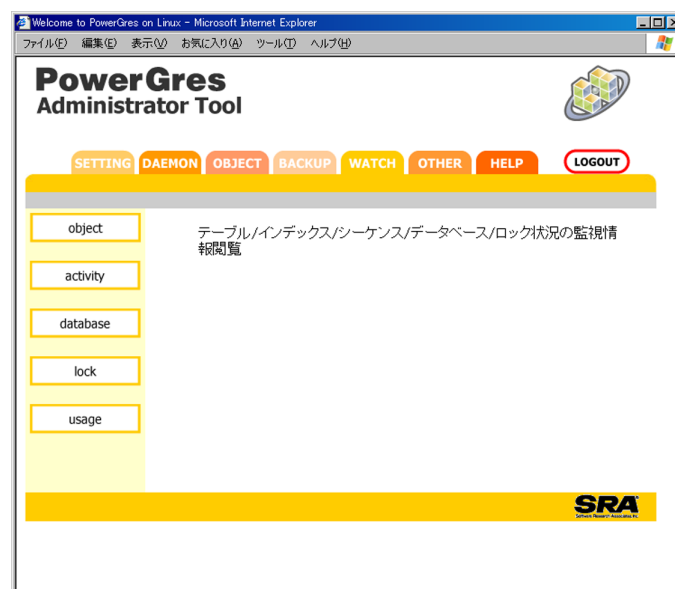 Welcome to PowerGres on Linux - Microsoft Internet Explorer
ファイル(F) 編集(E) 表示(V) お気に入り(A) ツール(T) ヘルプ(H)
PowerGres
Administrator Tool
SETTING DAEMON OBJECT BACKUP WATCH OTHER HELP LOGOUT
object
テーブル/インデックス/シーケンス/データベース/ロック状況の監視情
報閲覧
activity
database
lock
usage
SRA
Software Research Associates, Inc.